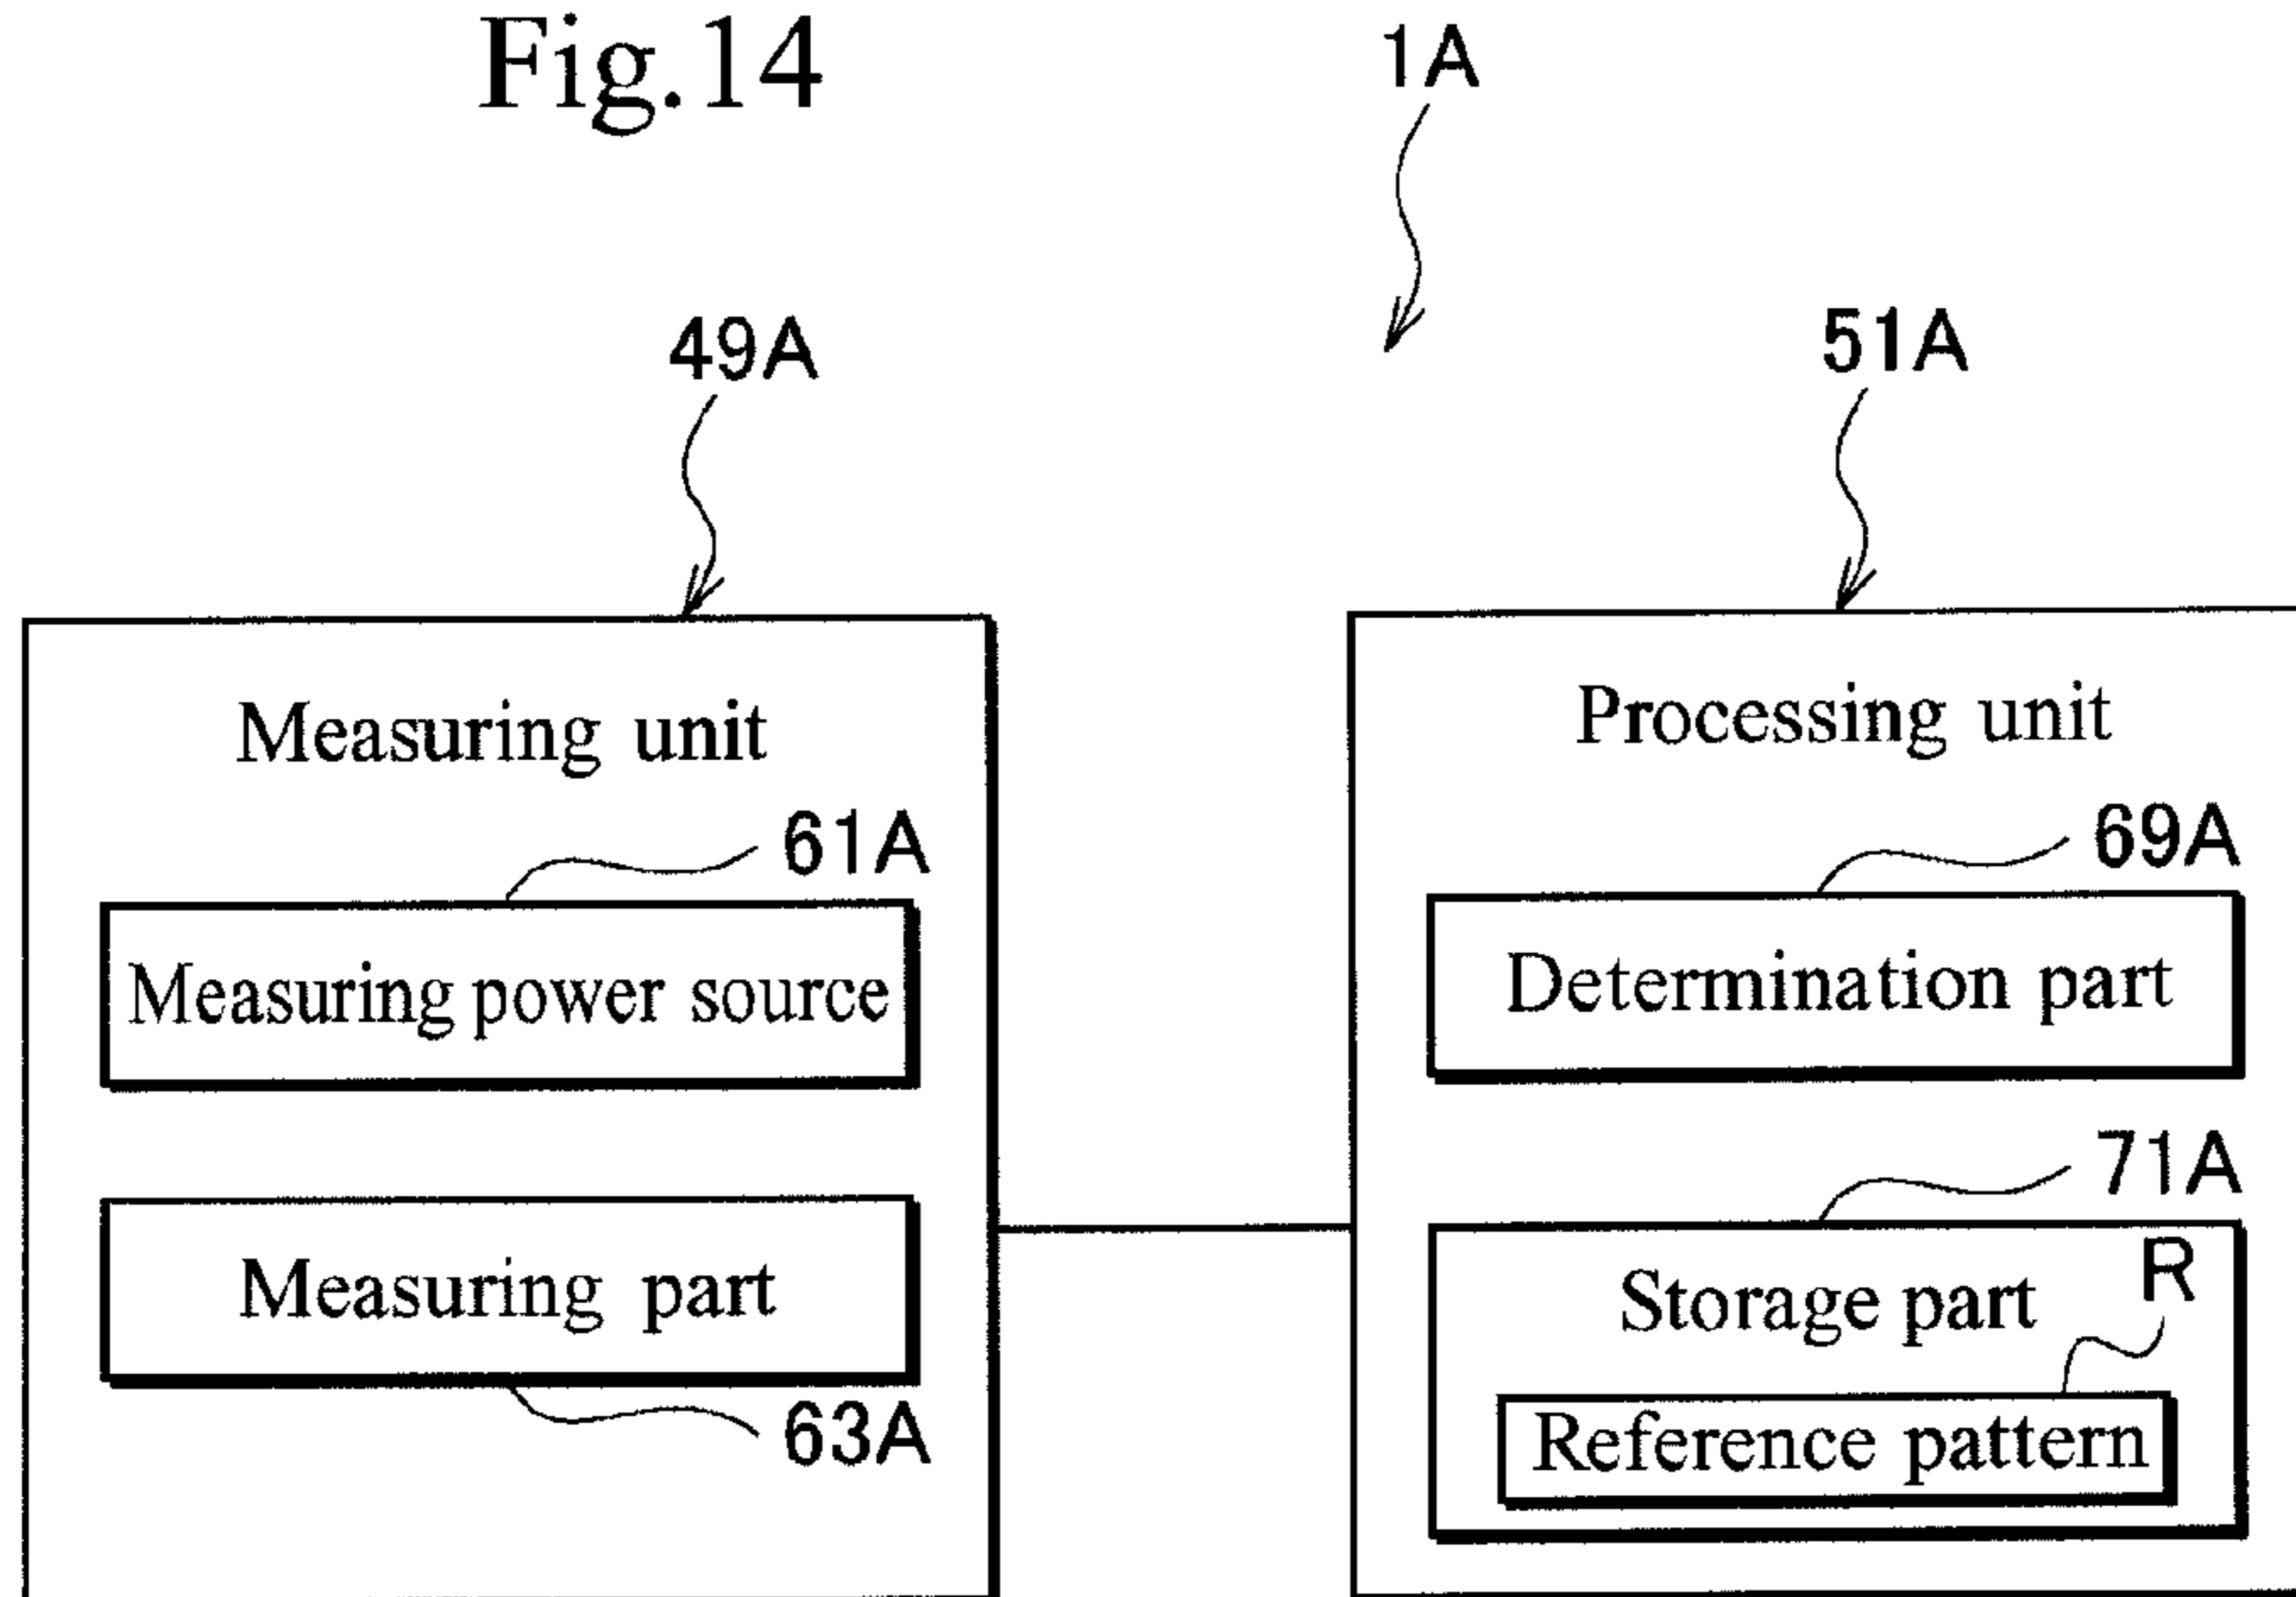 Fig.14
1A
49A
51A
Measuring unit
61A
Measuring power source
Measuring part
63A
Processing unit
69A
Determination part
71A
Storage part
R
Reference pattern